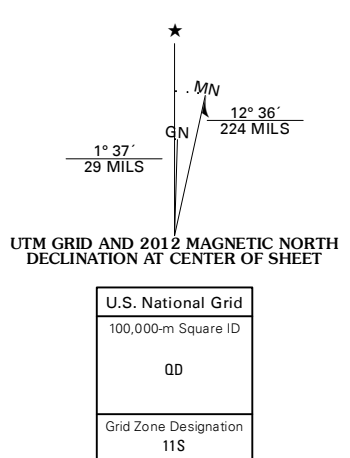 ★
MN
GN
12° 36´
224 MILS
1° 37´
29 MILS
UTM GRID AND 2012 MAGNETIC NORTH
DECLINATION AT CENTER OF SHEET
U.S. National Grid
100,000-m Square ID
QD
Grid Zone Designation
11S